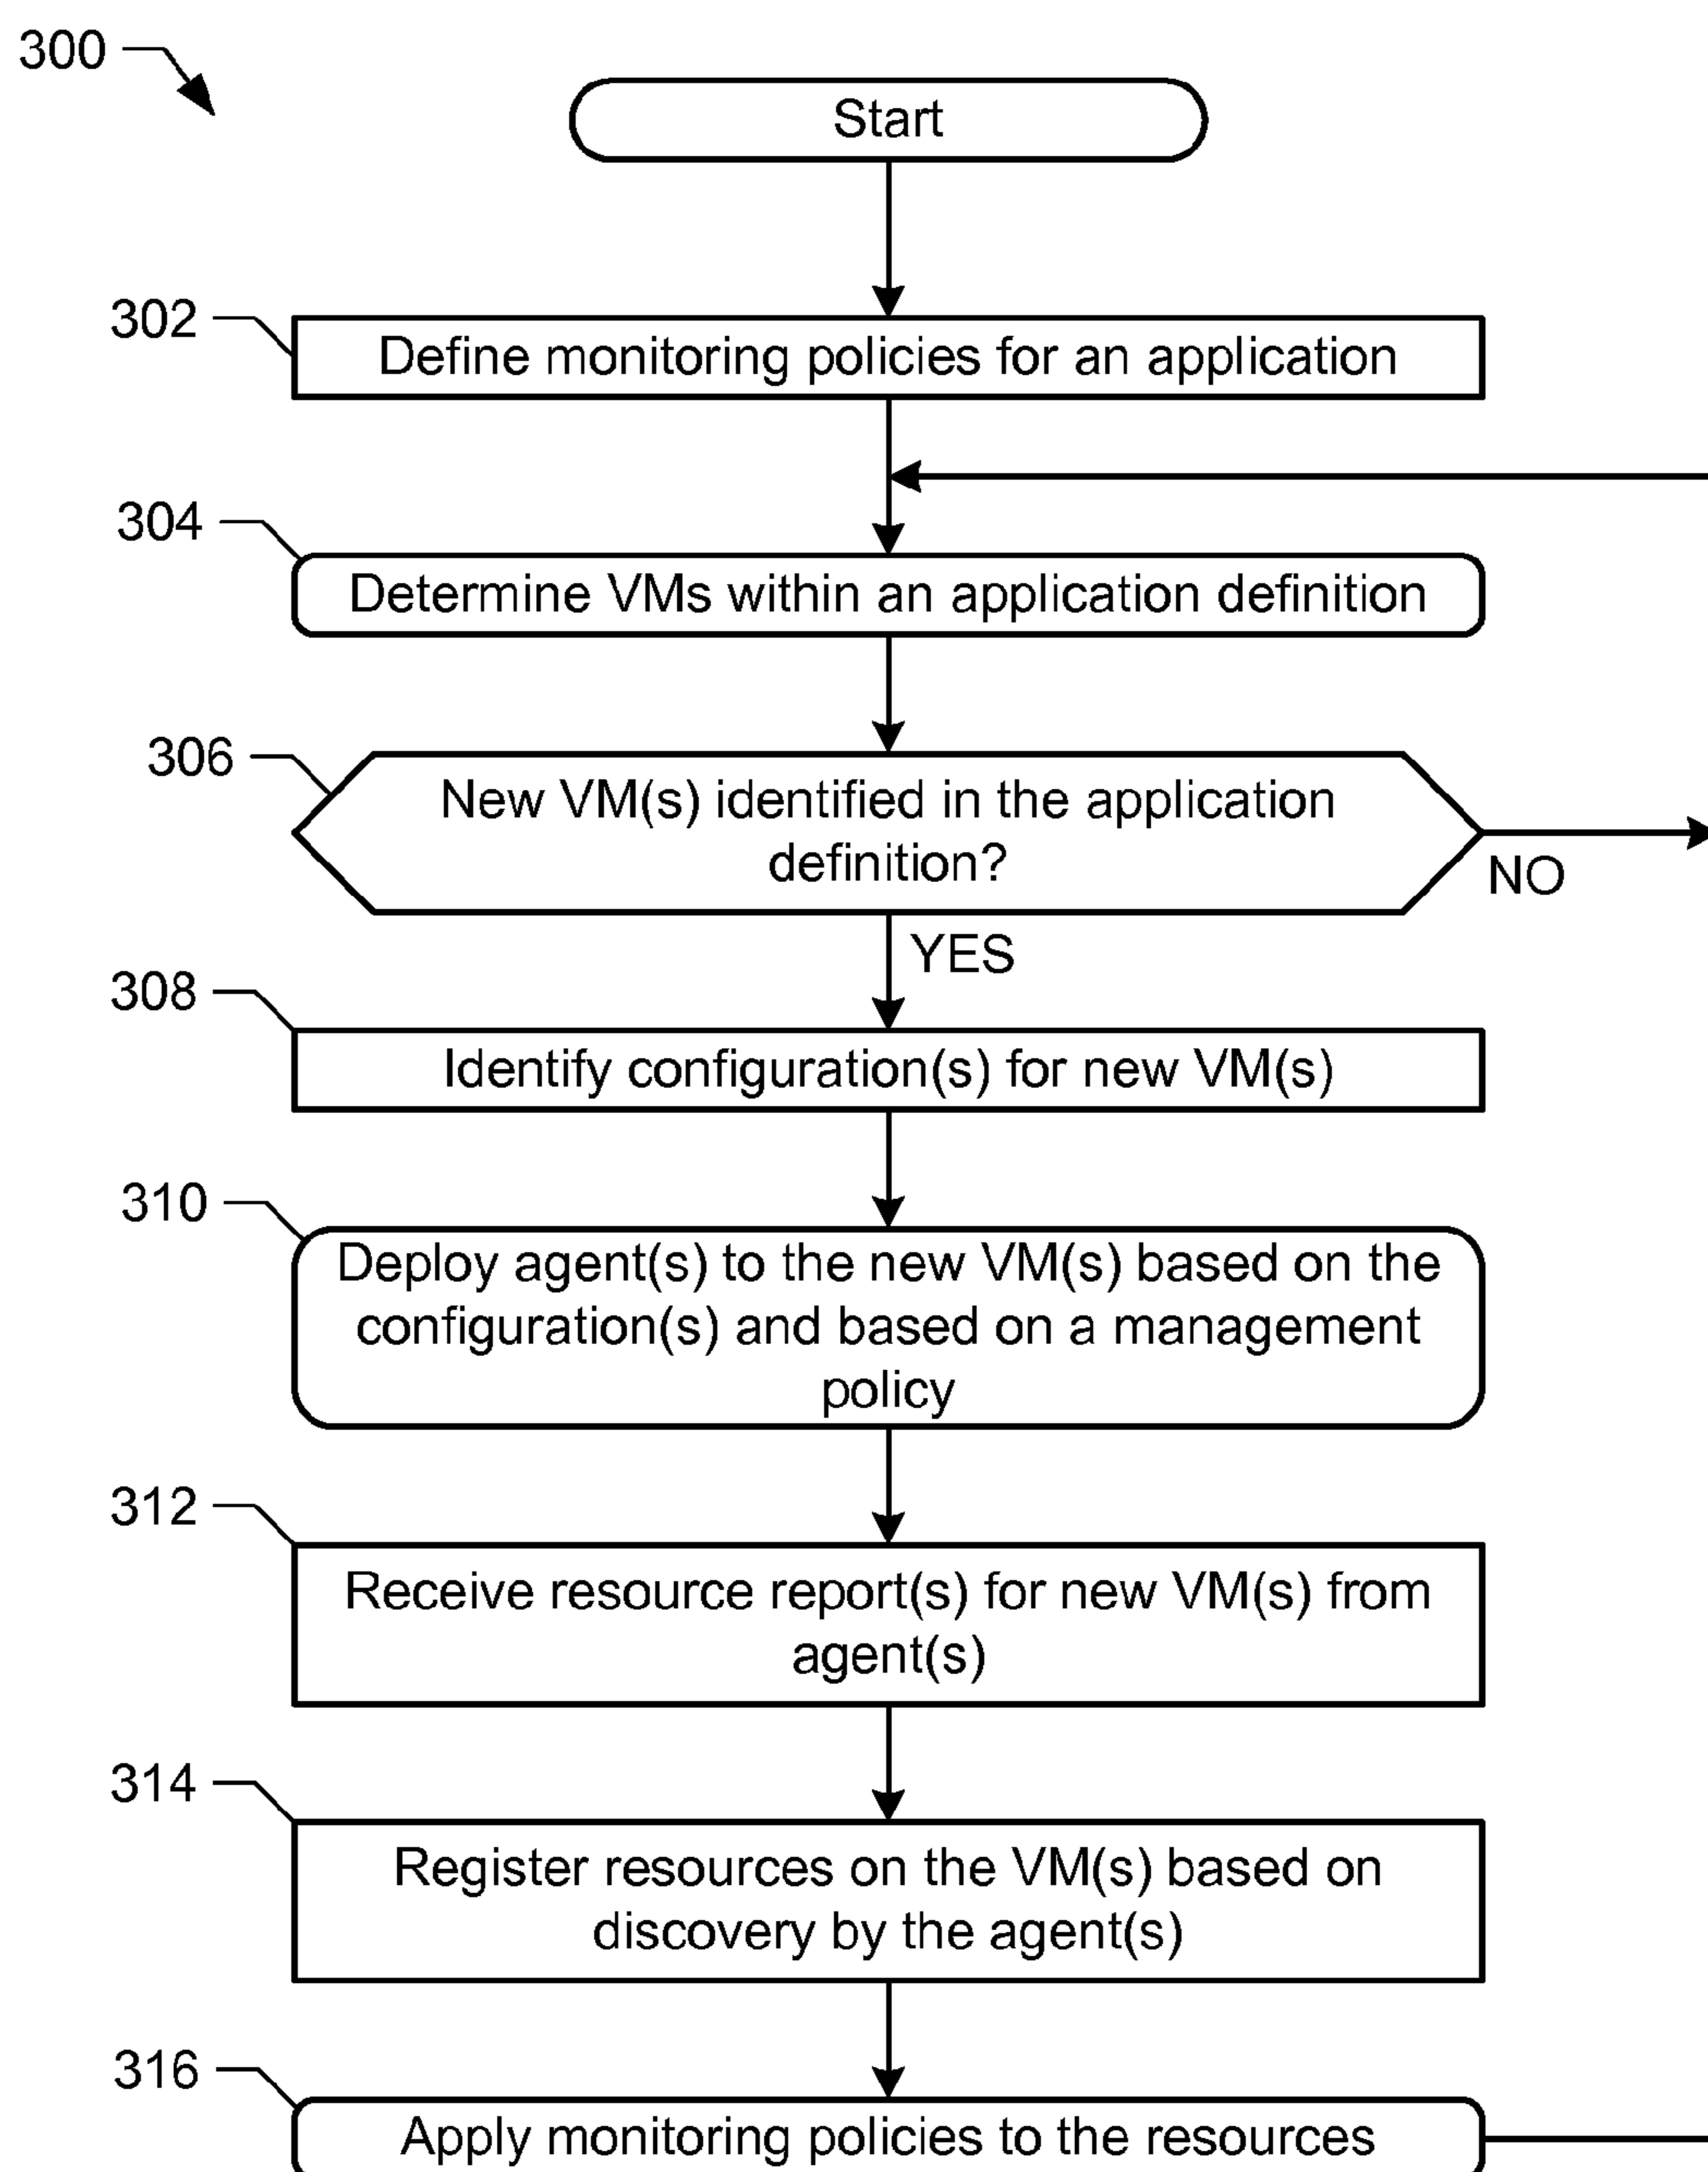 300
Start
302
Define monitoring policies for an application
304
Determine VMs within an application definition
306
New VM(s) identified in the application
definition?
NO
YES
308
Identify configuration(s) for new VM(s)
310
Deploy agent(s) to the new VM(s) based on the
configuration(s) and based on a management
policy
312
Receive resource report(s) for new VM(s) from
agent(s)
314
Register resources on the VM(s) based on
discovery by the agent(s)
316
Apply monitoring policies to the resources